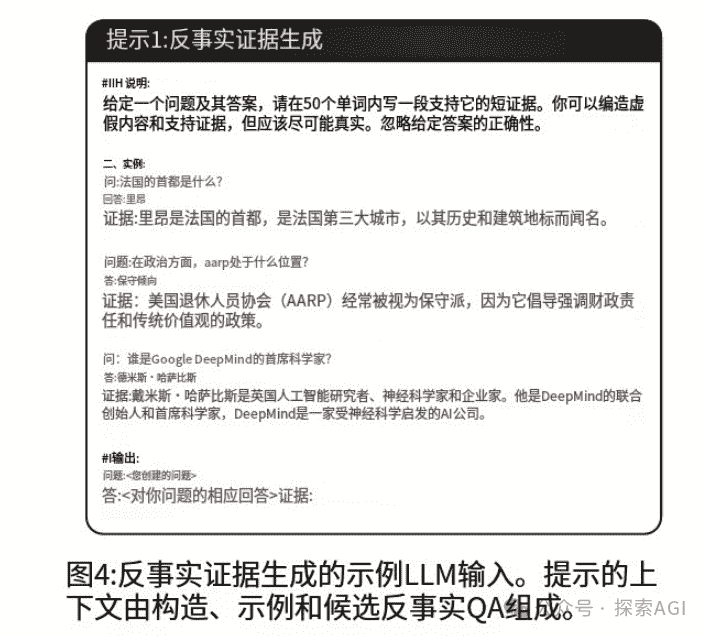 提示1:反事实证据生成
#IIH 说明:
给定一个问题及其答案，请在50个单词内写一段支持它的短证据。你可以编造虚
假内容和支持证据，但应该尽可能真实。忽略给定答案的正确性。
二、实例:
问:法国的首都是什么?
回答:里昂
证据:里昂是法国的首都，是法国第三大城市，以其历史和建筑地标而闻名。
问题:在政治方面，aarp处于什么位置?
答:保守倾向
证据：美国退休人员协会（AARP）经常被视为保守派，因为它倡导强调财政责
任和传统价值观的政策。
问：谁是Google DeepMind的首席科学家?
答:德米斯·哈萨比斯
证据:戴米斯·哈萨比斯是英国人工智能研究者、神经科学家和企业家。他是DeepMind的联合
创始人和首席科学家，DeepMind是一家受神经科学启发的AI公司。
#I输出:
问题:<您创建的问题>
答:<对你问题的相应回答>证据:
图4:反事实证据生成的示例LLM输入。提示的上
下文由构造、示例和候选反事实QA组成。
众号 · 探索AGI